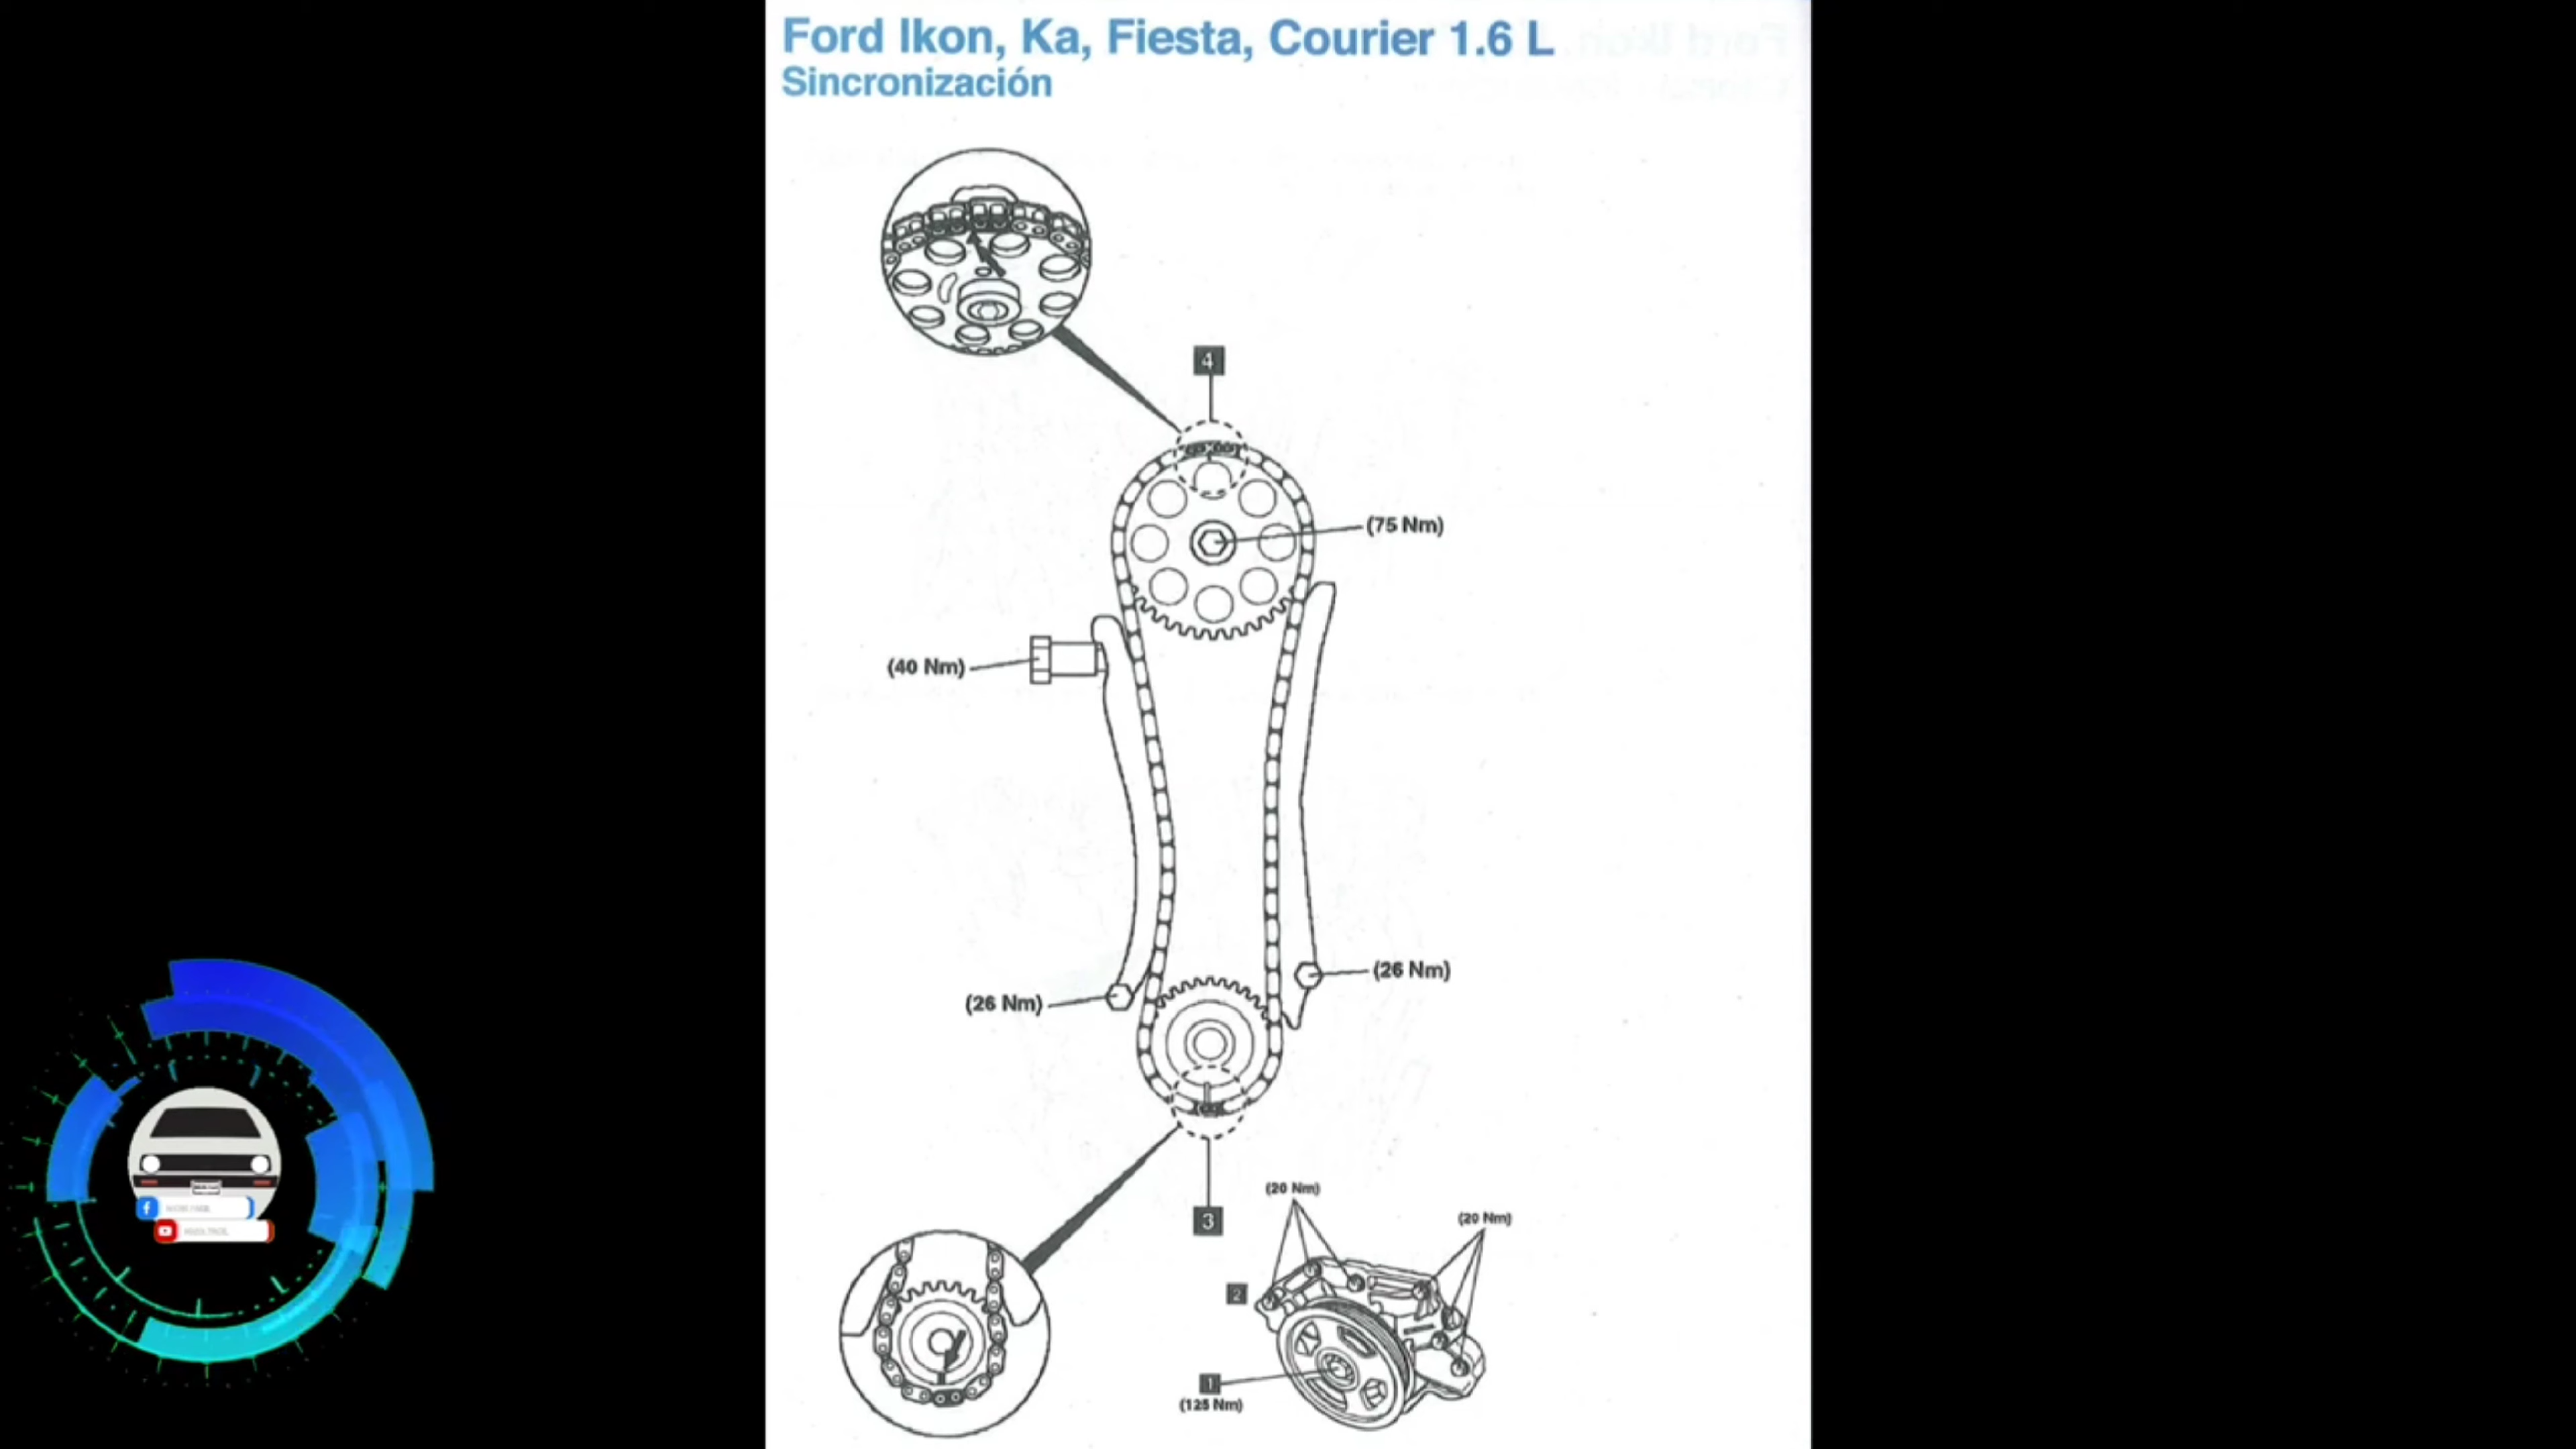 Ford Ikon, Ka, Fiesta, Courier 1.6 L
Sincronización
4
(75 Nm)
(40 Nm)
(26 Nm)
(26 Nm)
3
(20 Nm)
(20 Nm)
2
1
(125 Nm)